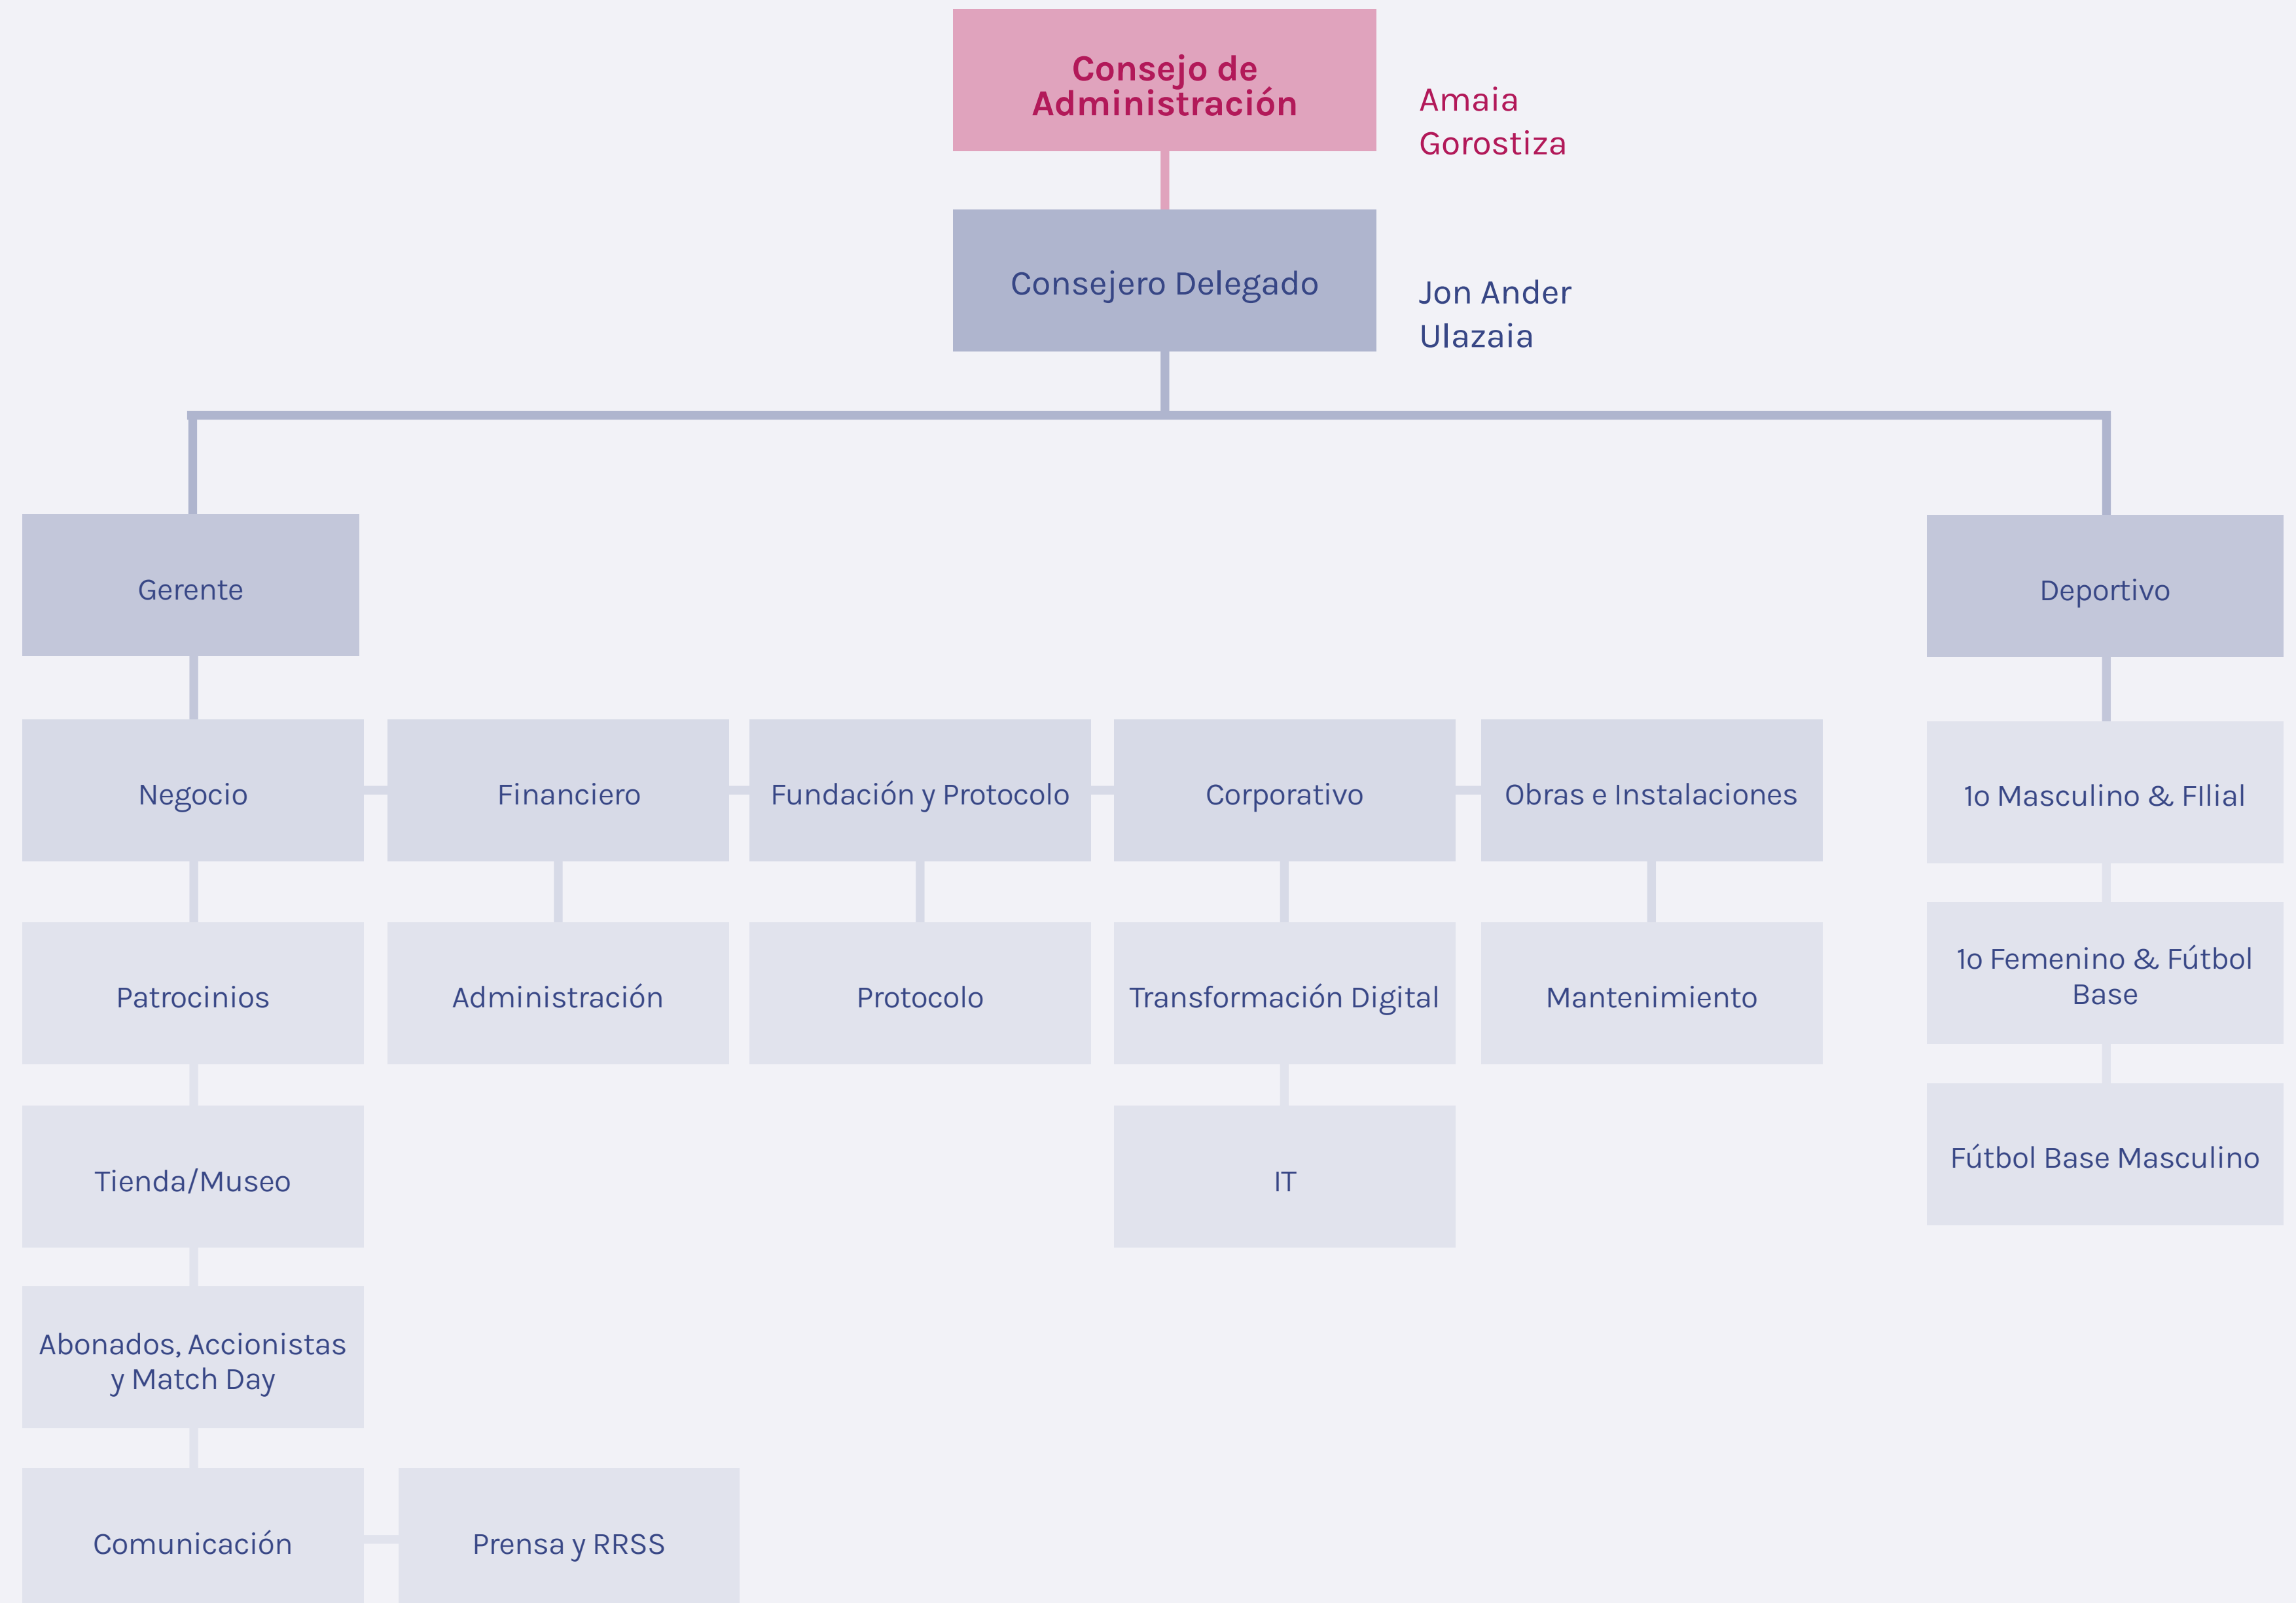 Consejo de
Administración
Amaia
Gorostiza
Consejero Delegado
Jon Ander
Ulazaia
Gerente
Deportivo
Negocio
Financiero
Fundación y Protocolo
Corporativo
Obras e Instalaciones
1o Masculino & FIlial
Patrocinios
Administración
Protocolo
Transformación Digital
Mantenimiento
1o Femenino & Fútbol
Base
Tienda/Museo
IT
Fútbol Base Masculino
Abonados, Accionistas
y Match Day
Comunicación
Prensa y RRSS